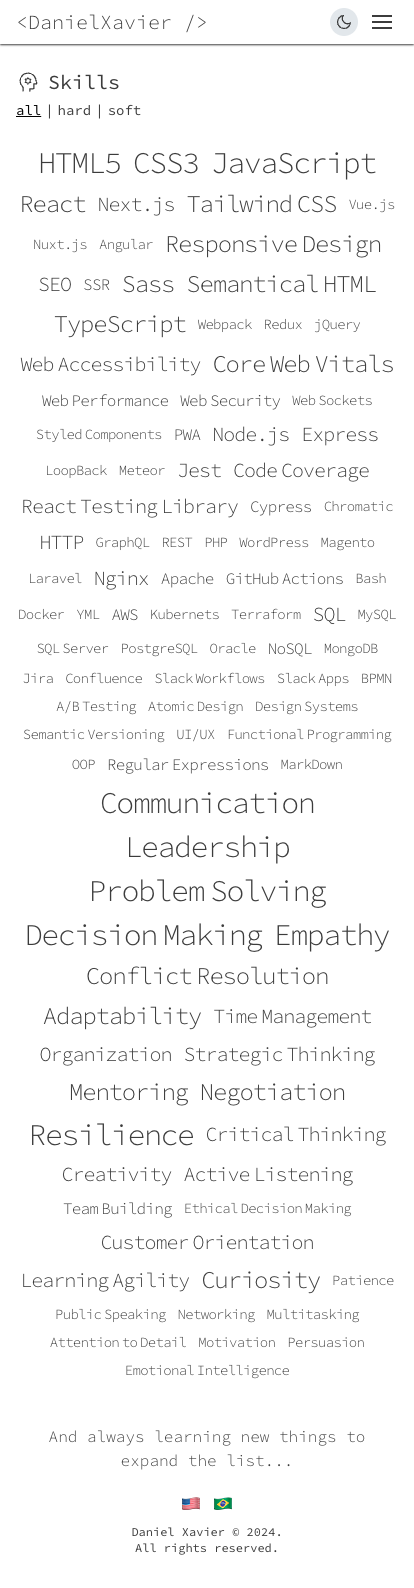 <DanielXavier />
Skills
all | hard | soft
HTML5 CSS3 JavaScript
React Next.js Tailwind CSS Vue.js
Nuxt.js Angular Responsive Design
SEO SSR Sass Semantical HTML
TypeScript Webpack Redux jQuery
Web Accessibility Core Web Vitals
Web Performance Web Security Web Sockets
Styled Components PWA Node.js Express
LoopBack Meteor Jest Code Coverage
React Testing Library Cypress Chromatic
HTTP GraphQL REST PHP WordPress Magento
Laravel Nginx Apache GitHub Actions Bash
Docker YML AWS Kubernets Terraform SQL MySQL
SQL Server PostgreSQL Oracle NoSQL MongoDB
Jira Confluence Slack Workflows Slack Apps BPMN
A/B Testing Atomic Design Design Systems
Semantic Versioning UI/UX Functional Programming
OOP Regular Expressions MarkDown
Communication
Leadership
Problem Solving
Decision Making Empathy
Conflict Resolution
Adaptability Time Management
Organization Strategic Thinking
Mentoring Negotiation
Resilience Critical Thinking
Creativity Active Listening
Team Building Ethical Decision Making
Customer Orientation
Learning Agility Curiosity Patience
Public Speaking Networking Multitasking
Attention to Detail Motivation Persuasion
Emotional Intelligence
And always learning new things to
expand the list...
Daniel Xavier © 2024.
All rights reserved.